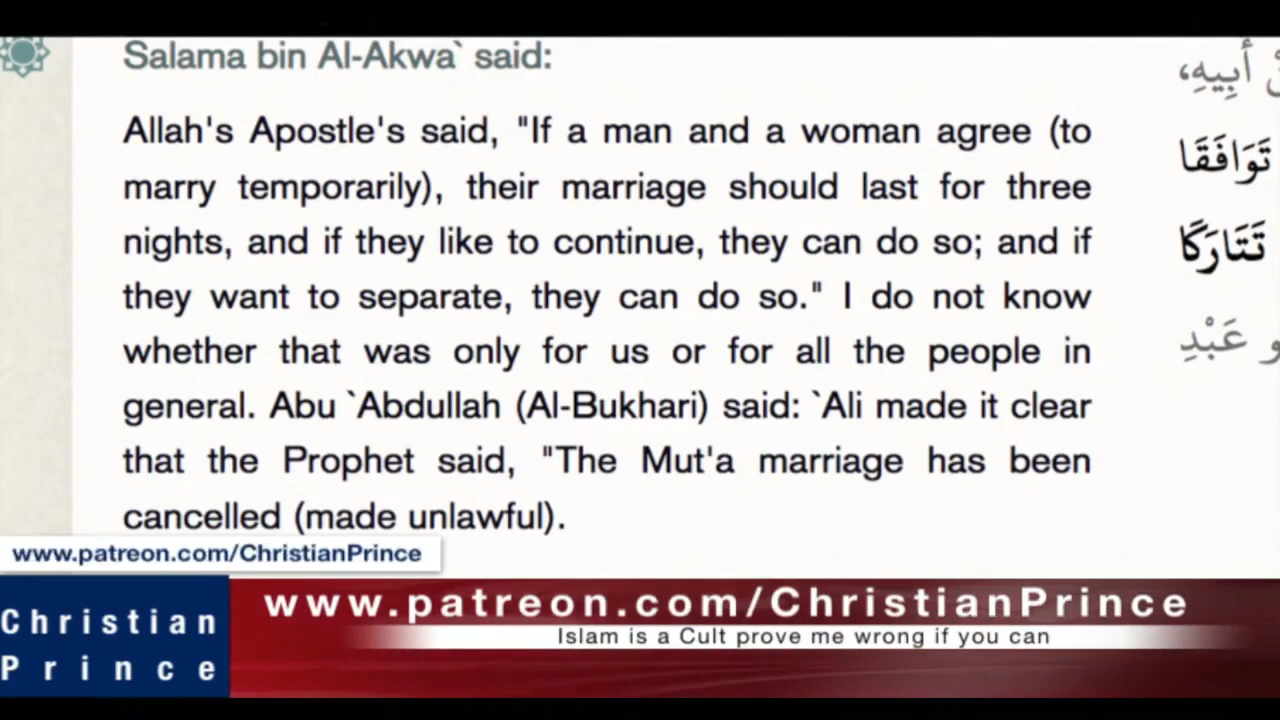 Salama bin Al-Akwa` said:
Allah's Apostle's said, "If a man and a woman agree (to
marry temporarily), their marriage should last for three
nights, and if they like to continue, they can do so; and if
they want to separate, they can do so." I do not know
whether that was only for us or for all the people in
general. Abu `Abdullah (Al-Bukhari) said: `Ali made it clear
that the Prophet said, "The Mut'a marriage has been
cancelled (made unlawful).
أَبِيهِ،
تَوَافَقَا
تَتَارَكَا
عَبْدِ
www.patreon.com/ChristianPrince
Christian
Prince
www.patreon.com/ChristianPrince
Islam is a Cult prove me wrong if you can